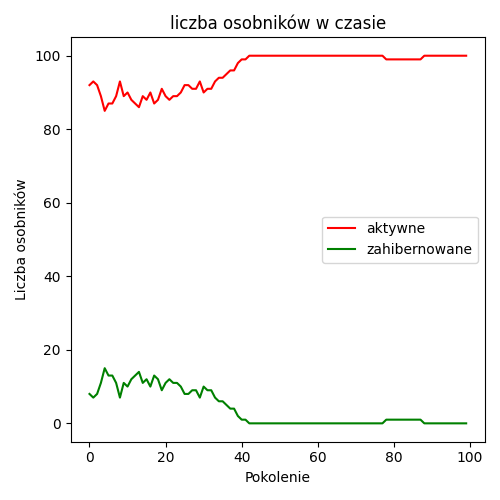 liczba osobników w czasie
100
80
60
40
20
0
Liczba osobników
aktywne
zahibernowane
0 20 40 60 80 100
Pokolenie